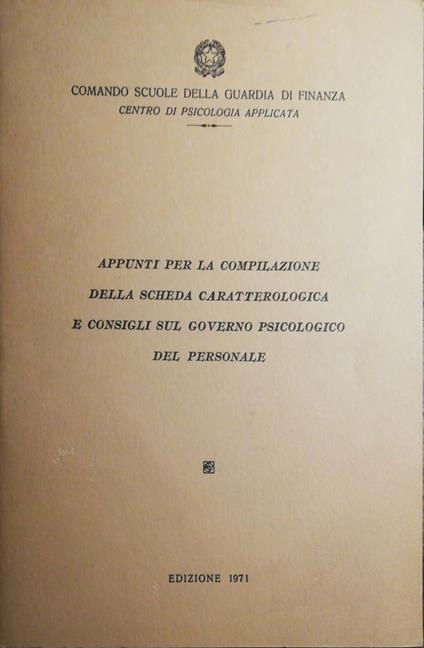 COMANDO SCUOLE DELLA GUARDIA DI FINANZA
CENTRO DI PSICOLOGIA APPLICATA
APPUNTI PER LA COMPILAZIONE
DELLA SCHEDA CARATTEROLOGICA
E CONSIGLI SUL GOVERNO PSICOLOGICO
DEL PERSONALE
EDIZIONE 1971